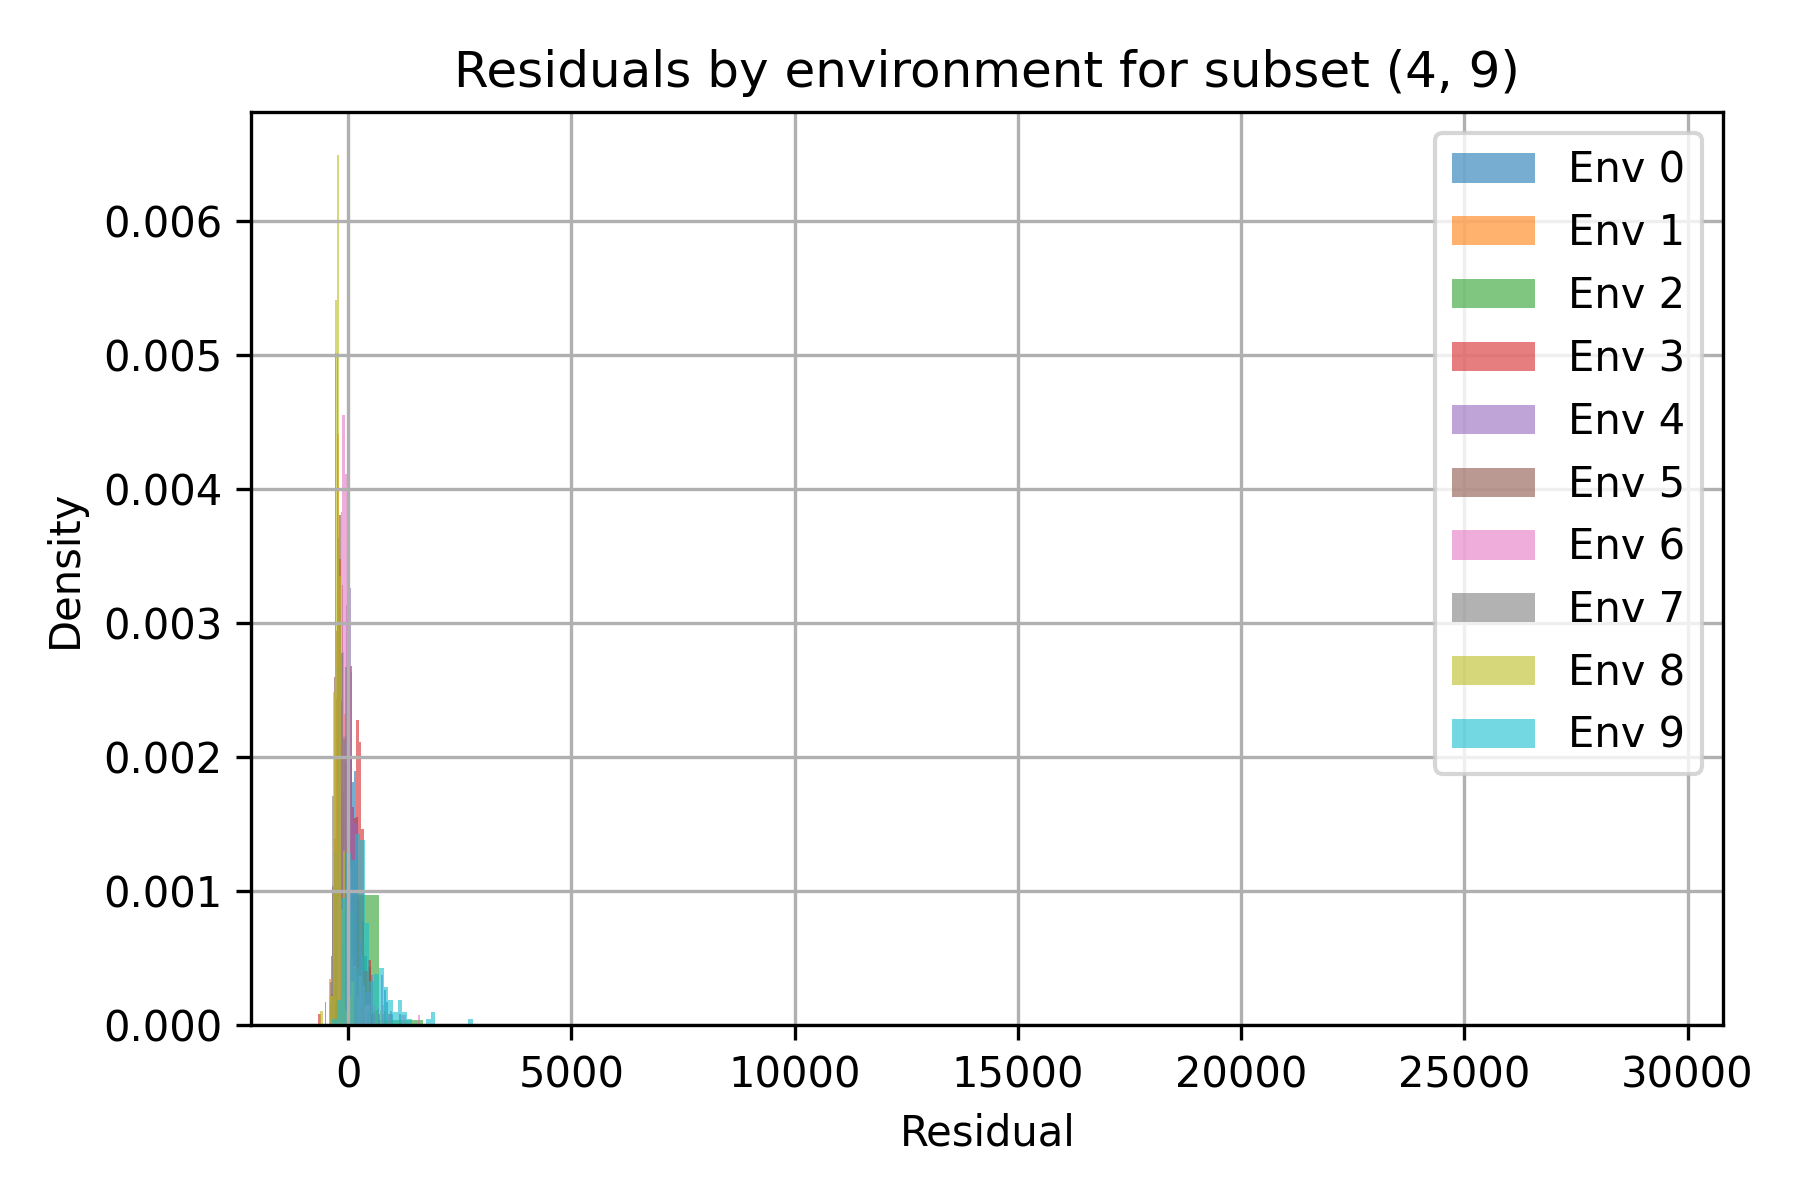 Residuals by environment for subset (4, 9)
Density
0.006
0.005
0.004
0.003
0.002
0.001
0.000
0
5000
10000
15000
20000
25000
30000
Residual
Env 0
Env 1
Env 2
Env 3
Env 4
Env 5
Env 6
Env 7
Env 8
Env 9